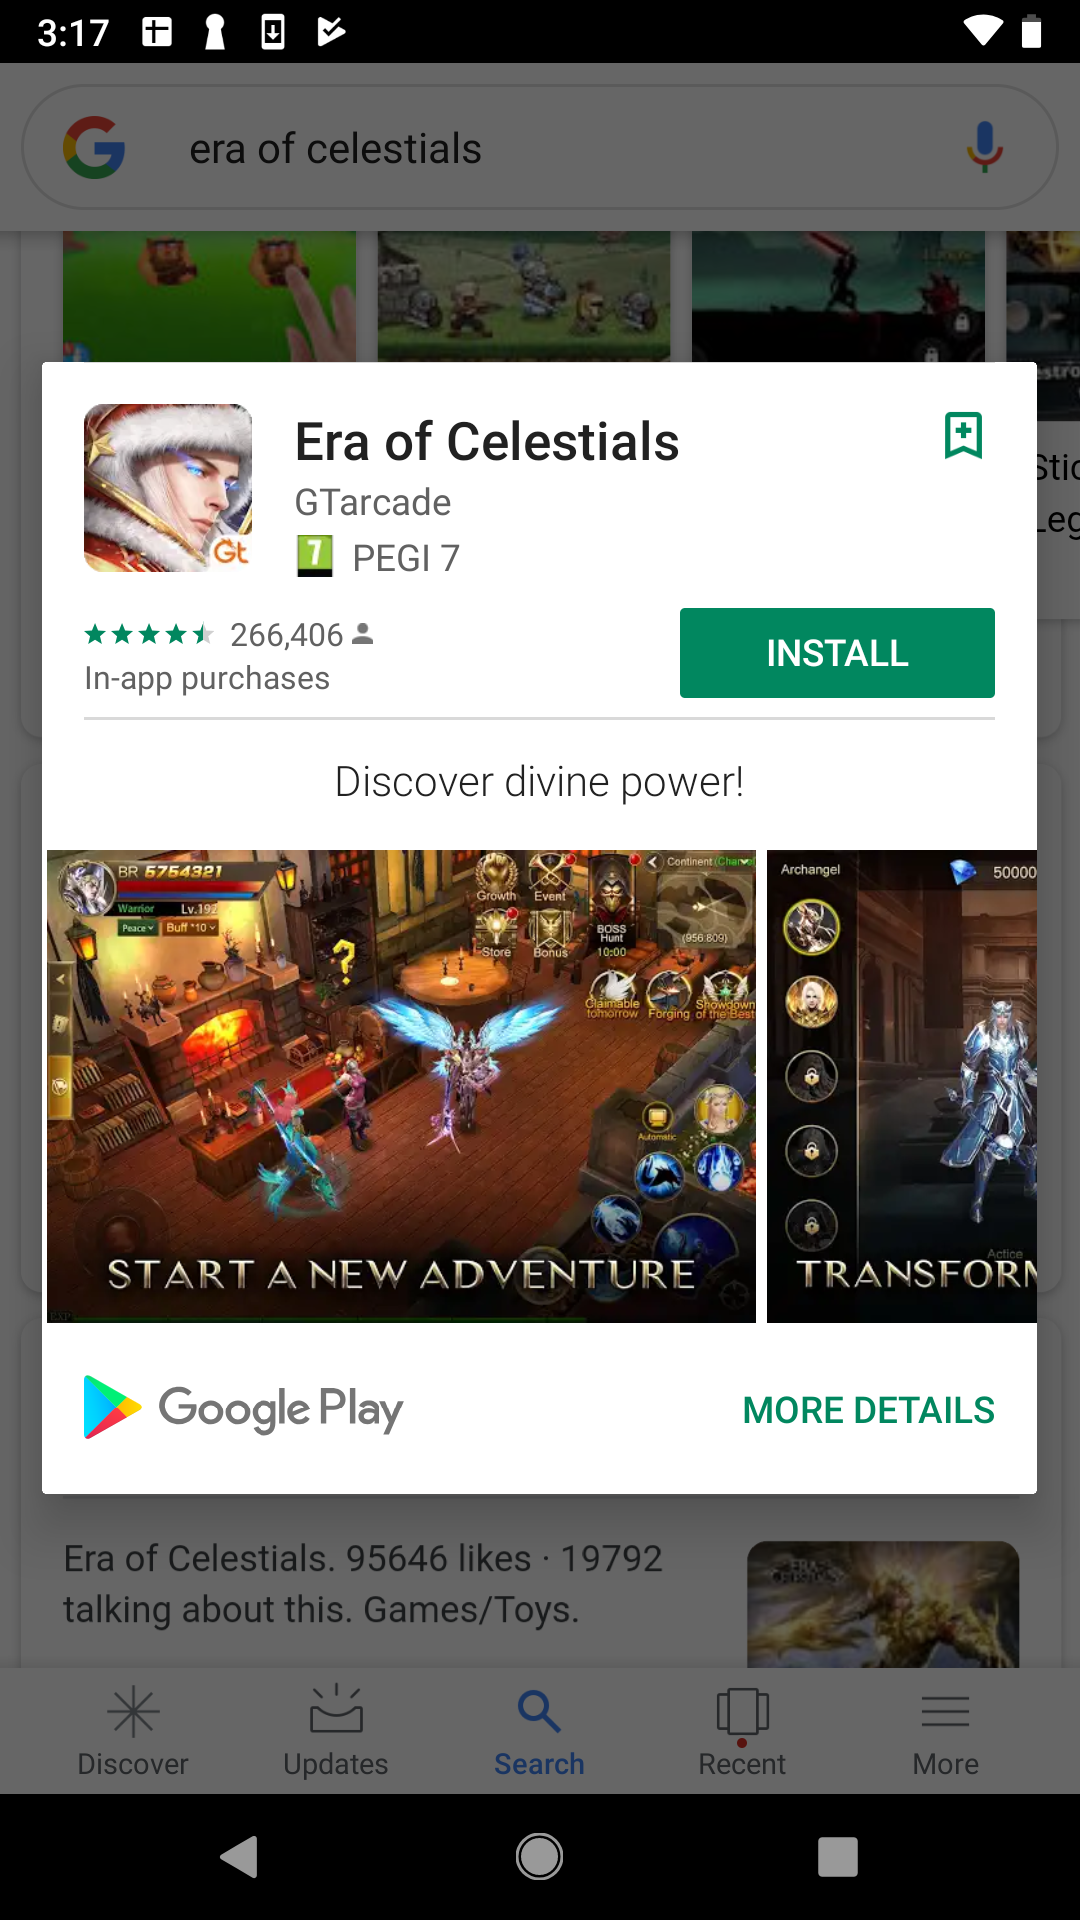 3:17
era of celestials
Stic
Leg
Era of Celestials
GTarcade
7 PEGI 7
266,406
In-app purchases
INSTALL
Discover divine power!
BR 5754321
Warrior Lv.192
Peace Buff *10
Growth Event
Store Bonus
BOSS
Hunt
10:00
Continent
(956:809)
Claimable
tomorrow
Forging
Showdown
of the Best
Automatic
START A NEW ADVENTURE
Archangel 50000
Actice
TRANSFORM
Google Play
MORE DETAILS
Era of Celestials. 95646 likes · 19792
talking about this. Games/Toys.
Discover
Updates
Search
Recent
More